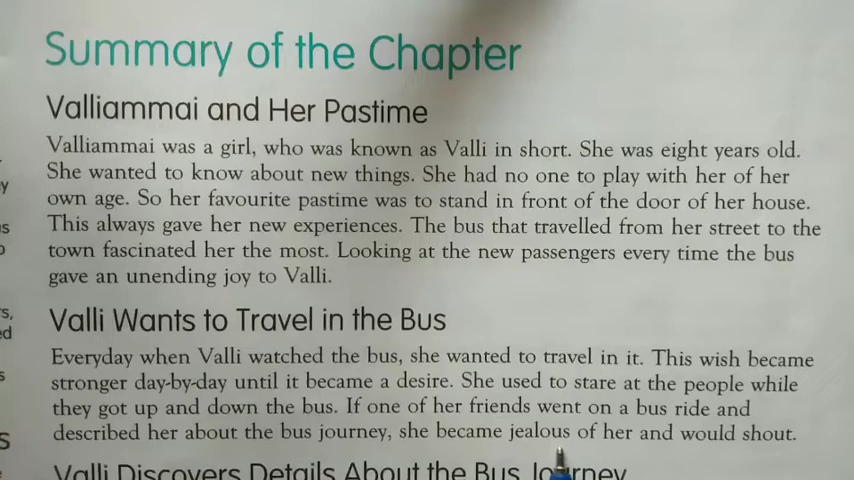 Summary of the Chapter
Valliammai and Her Pastime
Valliammai was a girl, who was known as Valli in short. She was eight years old.
She wanted to know about new things. She had no one to play with her of her
own age. So her favourite pastime was to stand in front of the door of her house.
This always gave her new experiences. The bus that travelled from her street to the
town fascinated her the most. Looking at the new passengers every time the bus
gave an unending joy to Valli.
Valli Wants to Travel in the Bus
Everyday when Valli watched the bus, she wanted to travel in it. This wish became
stronger day-by-day until it became a desire. She used to stare at the people while
they got up and down the bus. If one of her friends went on a bus ride and
described her about the bus journey, she became jealous of her and would shout.
Valli Discovers Details About the Bus Journey